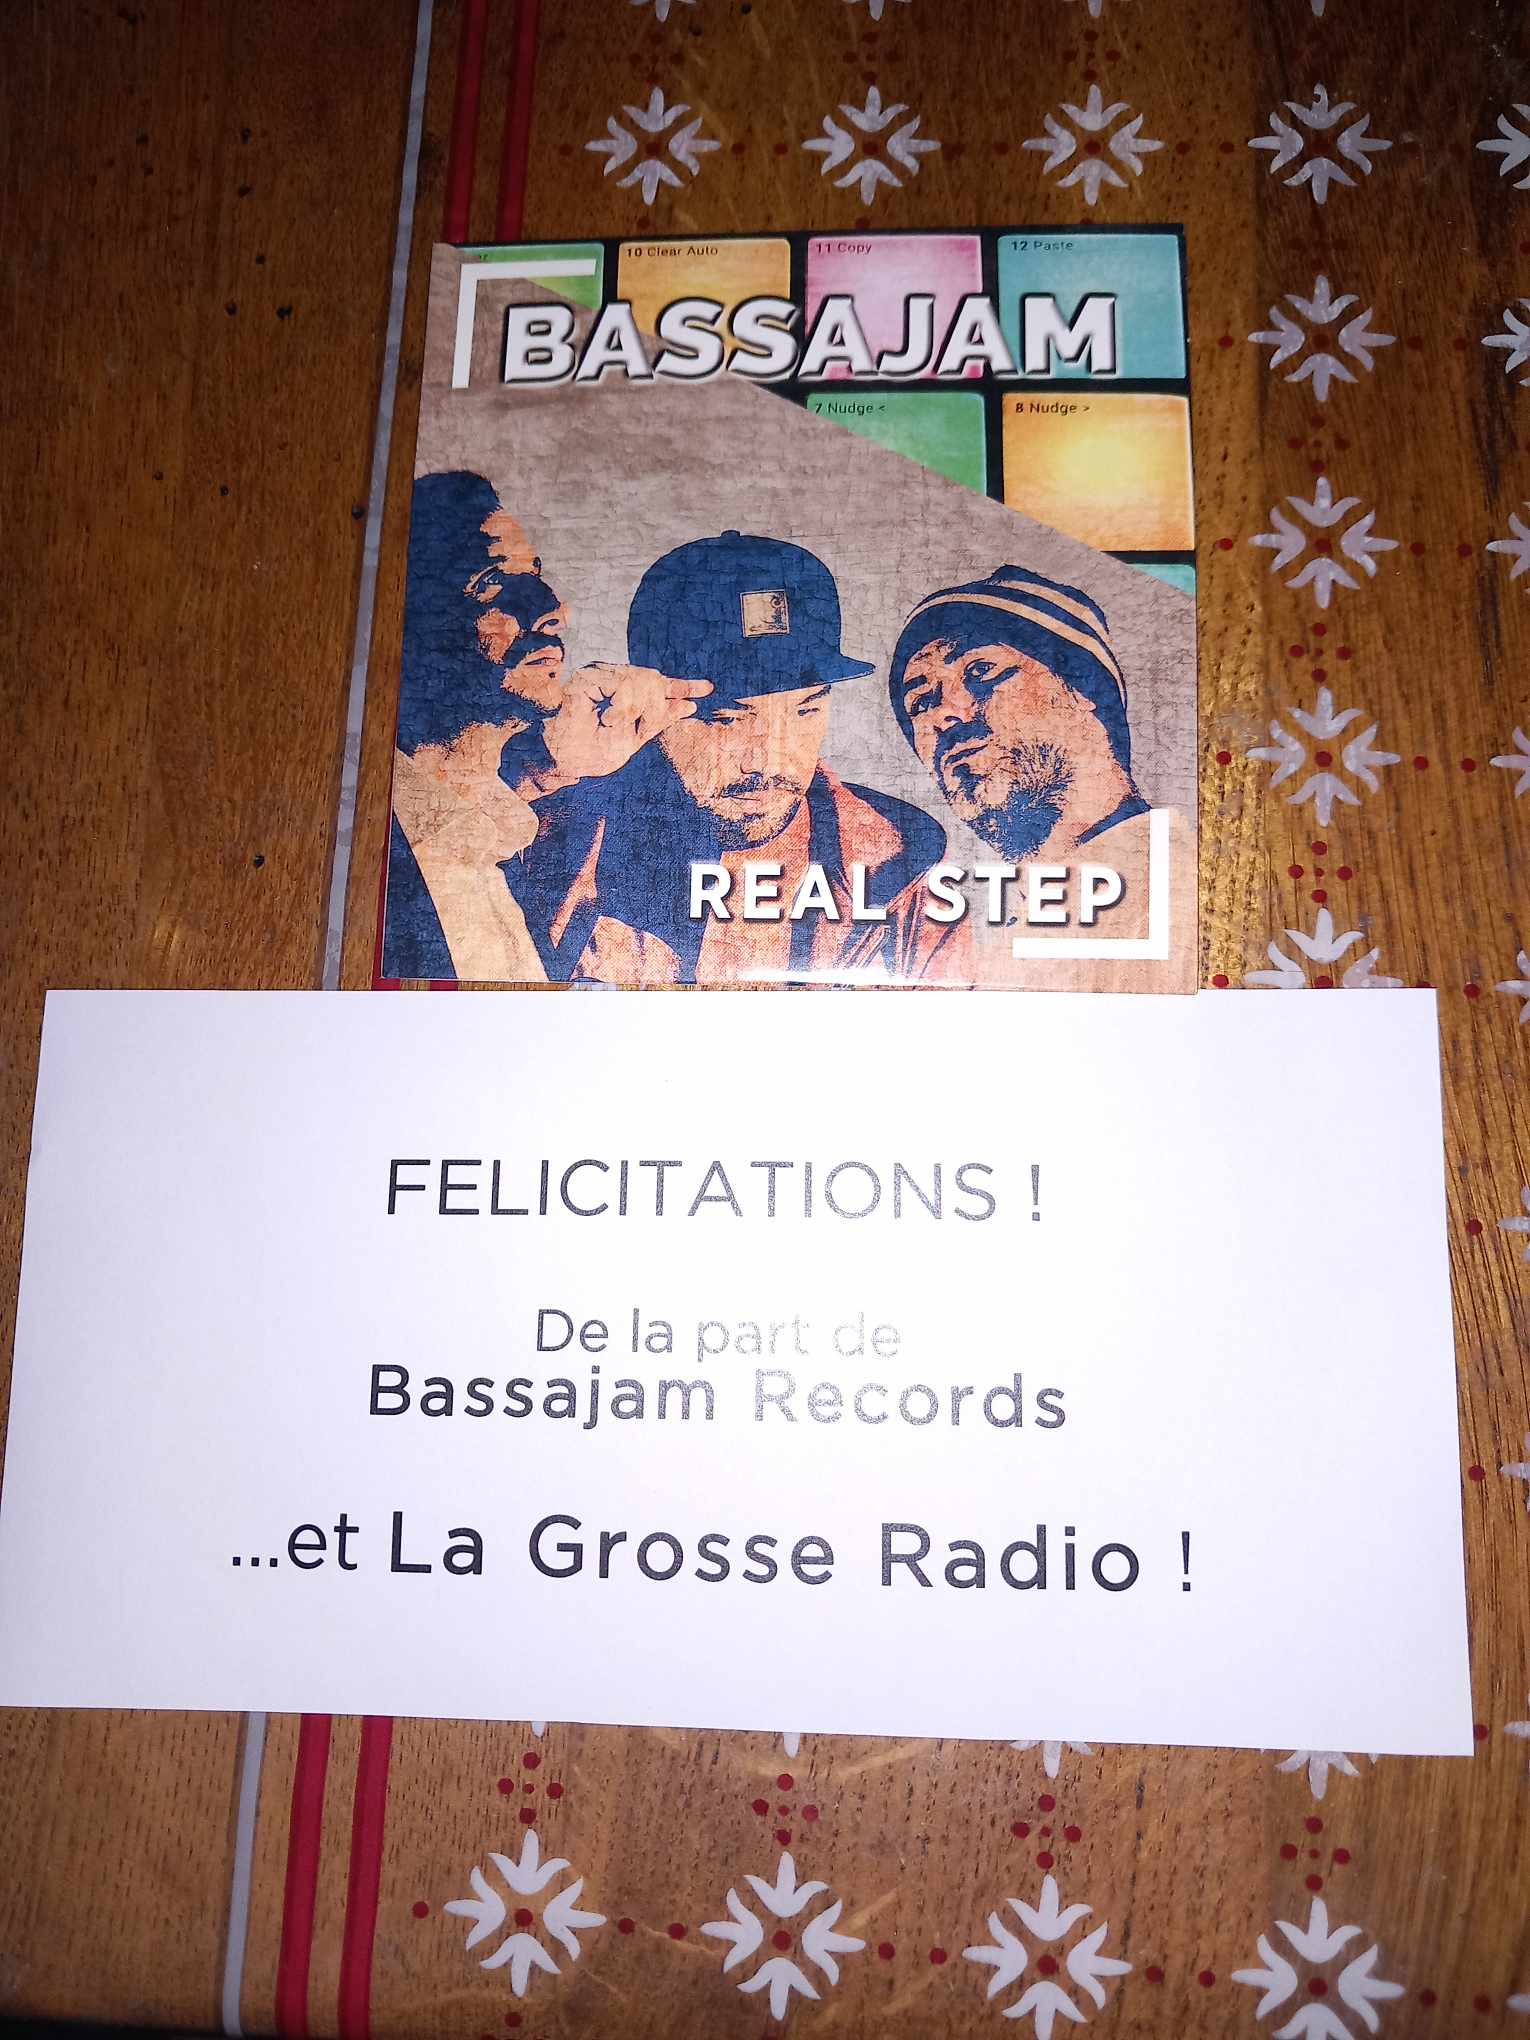 10 Clear Auto
11 Copy
12 Paste
BASSAJAM
7 Nudge <
8 Nudge >
REAL STEP
FELICITATIONS !
De la part de
Bassajam Records
...et La Grosse Radio !